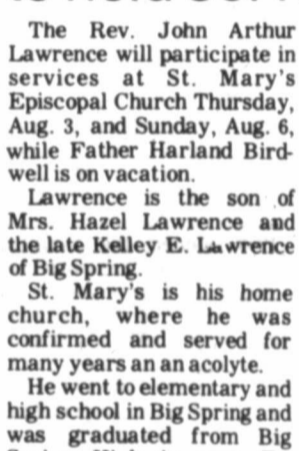 The Rev. John Arthur
Lawrence will participate in
services at St. Mary's
Episcopal Church Thursday,
Aug. 3, and Sunday, Aug. 6,
while Father Harland Bird-
well is on vacation.
Lawrence is the son of
Mrs. Hazel Lawrence and
the late Kelley E. Lawrence
of Big Spring.
St. Mary's is his home
church, where he was
confirmed and served for
many years an an acolyte.
He went to elementary and
high school in Big Spring and
was graduated from Big